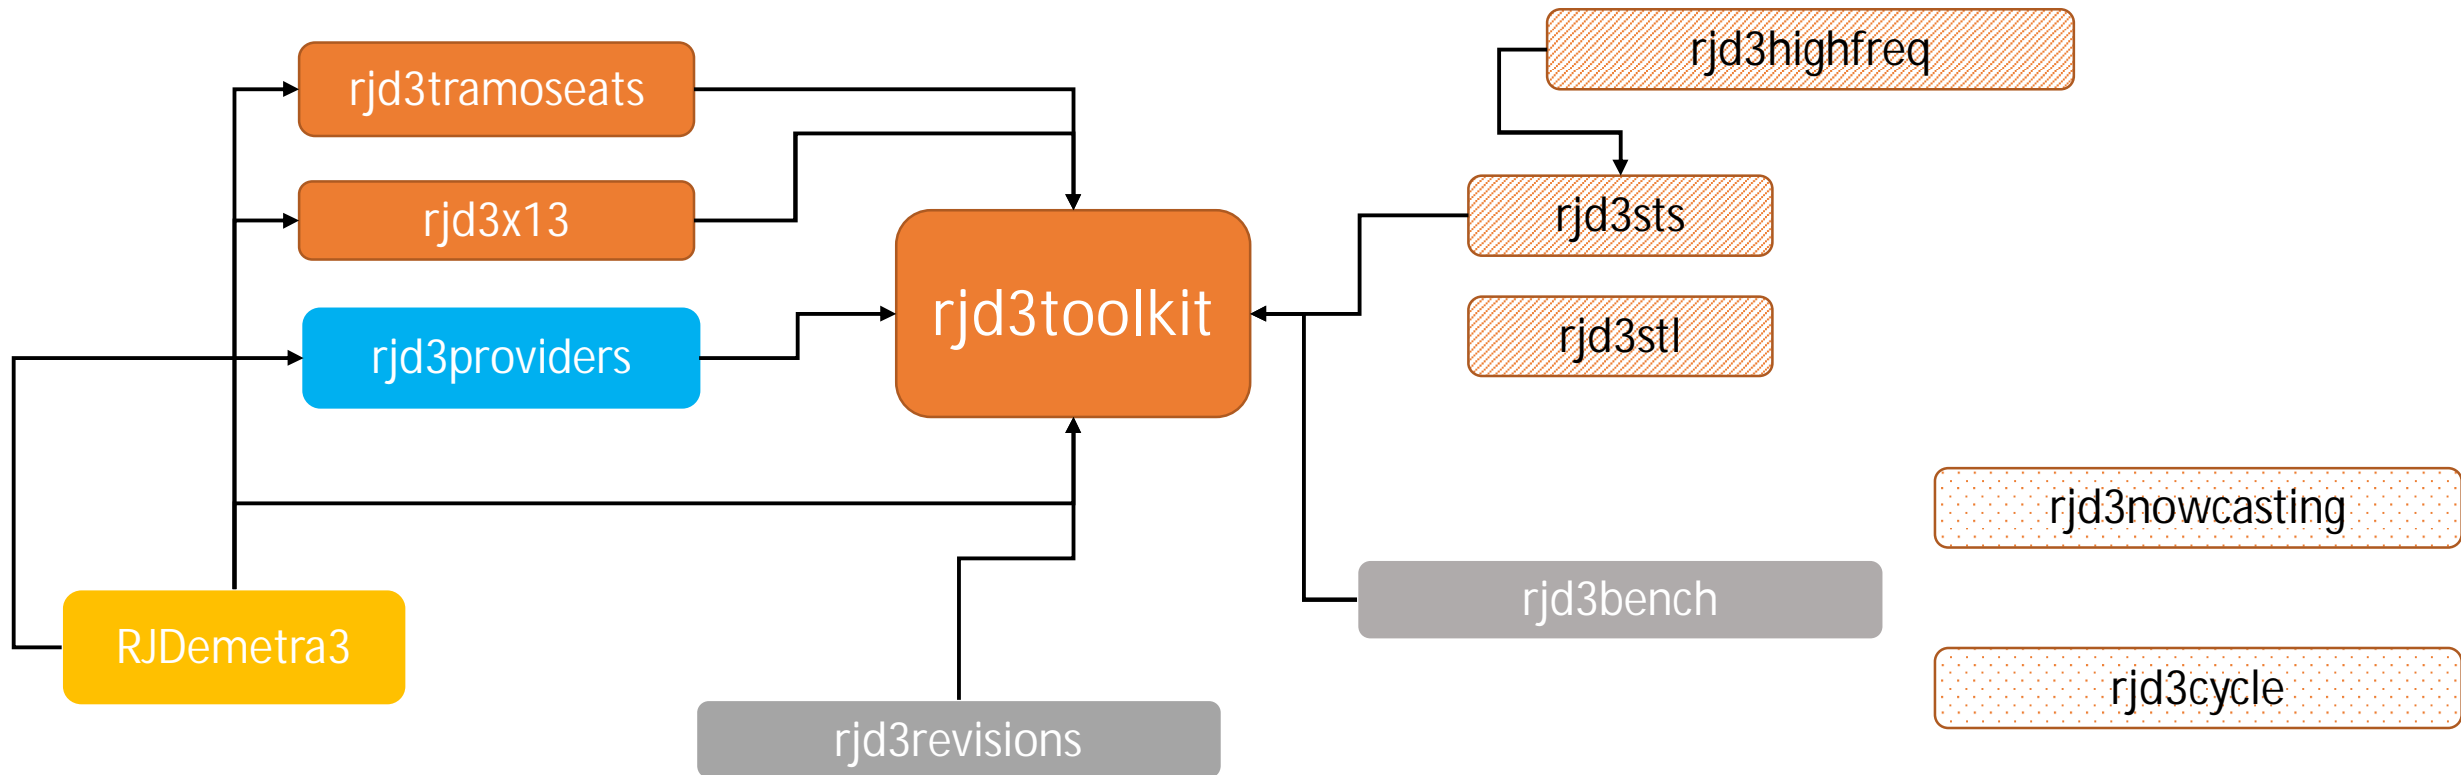 rjd3highfreq
rjd3tramoseats
rjd3x13
rjd3sts
rjd3toolkit
rjd3stl
rjd3providers
rjd3nowcasting
rjd3bench
RJDemetra3
rjd3cycle
rjd3revisions